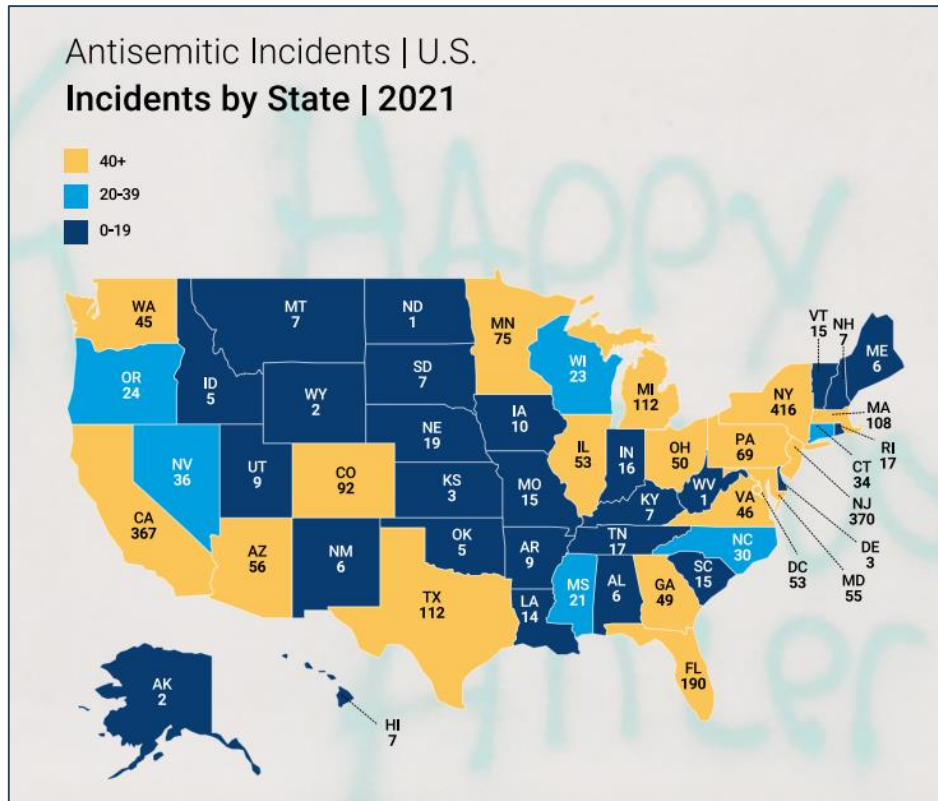 Antisemitic Incidents | U.S.
Incidents by State | 2021
40+
20-39
0-19
HAppy
HiTLer
WA
45
OR
24
CA
367
NV
36
ID
5
MT
7
WY
2
UT
9
CO
92
AZ
56
NM
6
ND
1
SD
7
NE
19
KS
3
OK
5
TX
112
MN
75
IA
10
MO
15
AR
9
LA
14
WI
23
IL
53
MI
112
IN
16
OH
50
KY
7
TN
17
MS
21
AL
6
GA
49
FL
190
SC
15
NC
30
VA
46
WV
1
PA
69
NY
416
VT
15
NH
7
ME
6
MA
108
RI
17
CT
34
NJ
370
DE
3
MD
55
DC
53
AK
2
HI
7